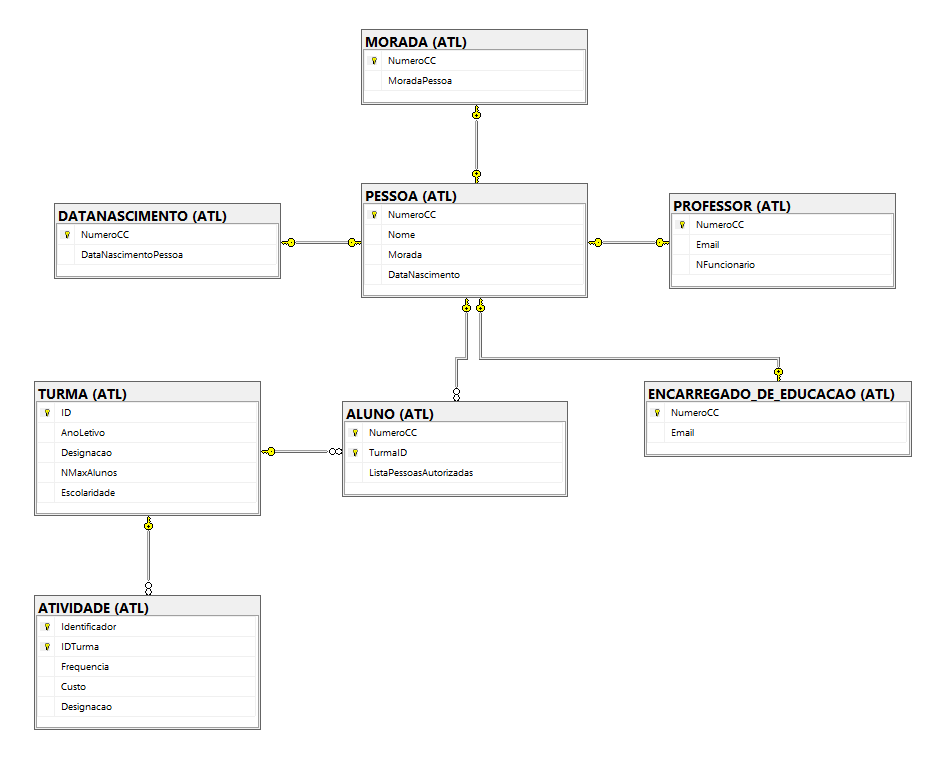 MORADA (ATL)
NumeroCC
MoradaPessoa
PESSOA (ATL)
NumeroCC
Nome
Morada
DataNascimento
DATANASCIMENTO (ATL)
NumeroCC
DataNascimentoPessoa
PROFESSOR (ATL)
NumeroCC
Email
NFuncionario
TURMA (ATL)
ID
AnoLetivo
Designacao
NMaxAlunos
Escolaridade
ALUNO (ATL)
NumeroCC
TurmaID
ListaPessoasAutorizadas
ENCARREGADO_DE_EDUCACAO (ATL)
NumeroCC
Email
ATIVIDADE (ATL)
Identificador
IDTurma
Frequencia
Custo
Designacao